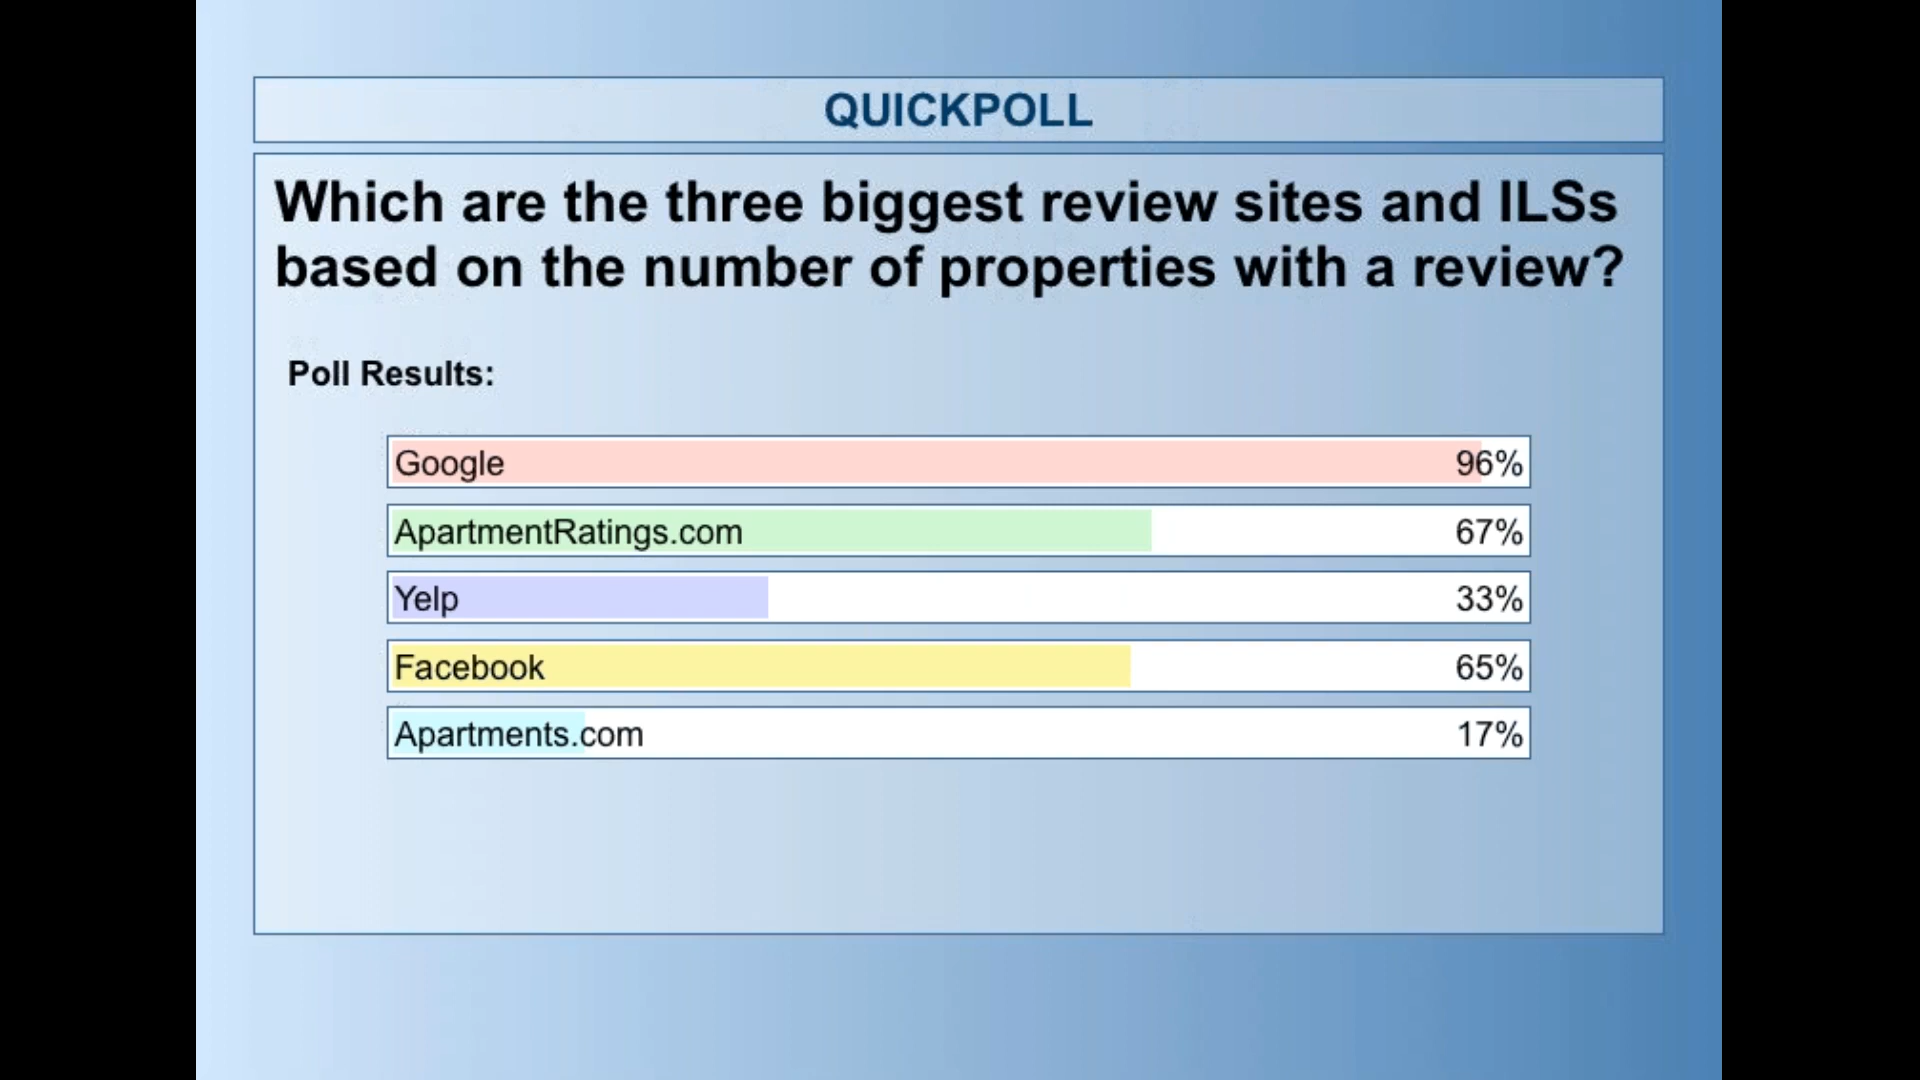 QUICKPOLL
Which are the three biggest review sites and ILSs
based on the number of properties with a review?
Poll Results:
Google 96%
ApartmentRatings.com 67%
Yelp 33%
Facebook 65%
Apartments.com 17%